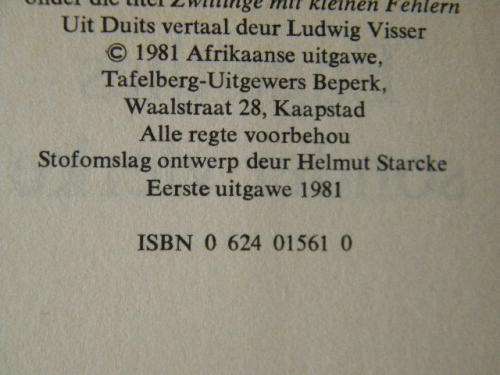 onder die titel Zwillinge mit kleinen Fehlern
Uit Duits vertaal deur Ludwig Visser
© 1981 Afrikaanse uitgawe,
Tafelberg-Uitgewers Beperk,
Waalstraat 28, Kaapstad
Alle regte voorbehou
Stofomslag ontwerp deur Helmut Starcke
Eerste uitgawe 1981
ISBN 0 624 01561 0